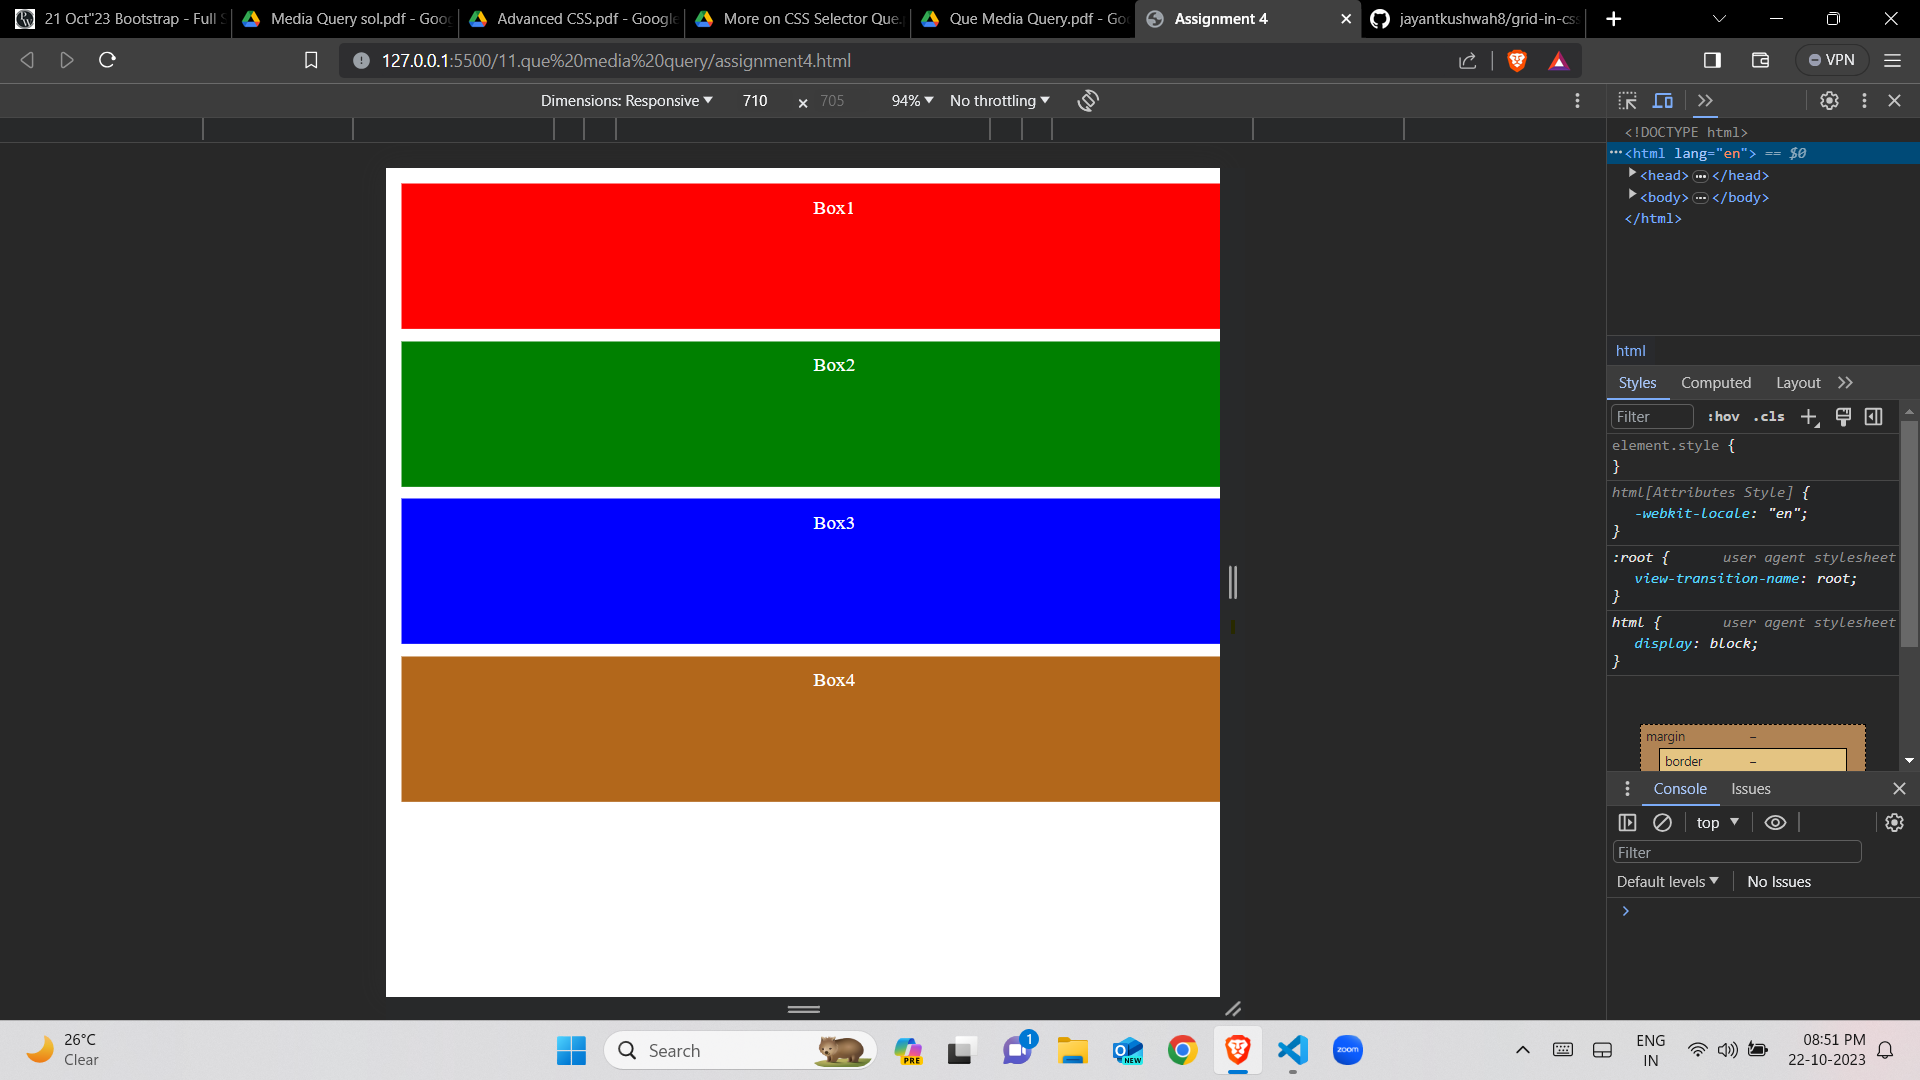 21 Oct"23 Bootstrap - Full S
Media Query sol.pdf - Goog
Advanced CSS.pdf - Google
More on CSS Selector Que.p
Que Media Query.pdf - Go
Assignment 4
jayantkushwah8/grid-in-css
127.0.0.1:5500/11.que%20media%20query/assignment4.html
VPN
Dimensions: Responsive 710 × 705 94% No throttling
Box1
Box2
Box3
Box4
<!DOCTYPE html>
<html lang="en"> == $0
<head> </head>
<body> </body>
</html>
html
Styles Computed Layout
Filter :hov .cls
element.style {
}
html[Attributes Style] {
-webkit-locale: "en";
}
:root { user agent stylesheet
view-transition-name: root;
}
html { user agent stylesheet
display: block;
}
margin –
border –
Console Issues
top
Filter
Default levels No Issues
26°C
Clear
Search
PRE
1
NEW
zoom
ENG
IN
08:51 PM
22-10-2023